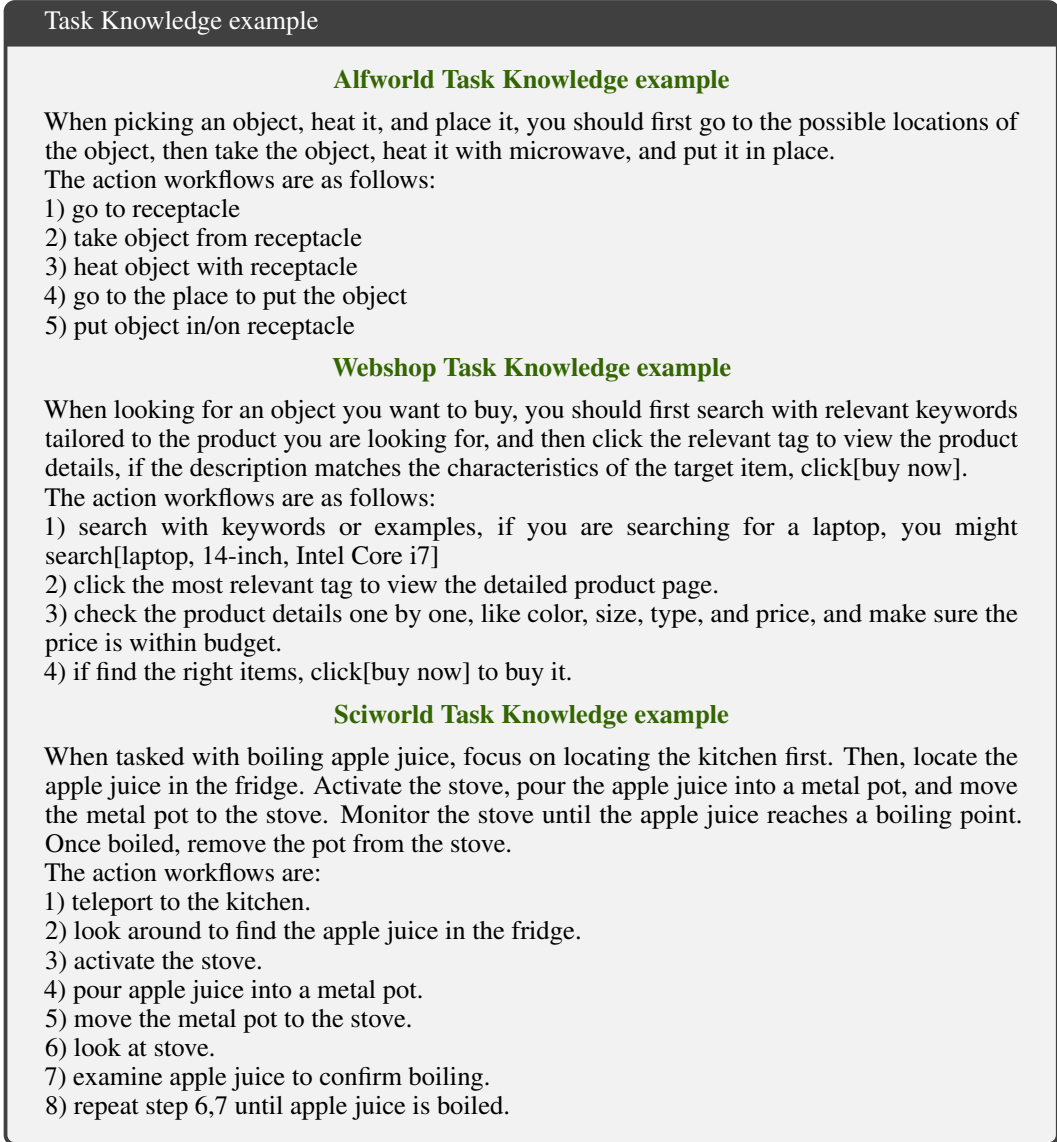 Task Knowledge example
Alfworld Task Knowledge example
When picking an object, heat it, and place it, you should first go to the possible locations of
the object, then take the object, heat it with microwave, and put it in place.
The action workflows are as follows:
1) go to receptacle
2) take object from receptacle
3) heat object with receptacle
4) go to the place to put the object
5) put object in/on receptacle
Webshop Task Knowledge example
When looking for an object you want to buy, you should first search with relevant keywords
tailored to the product you are looking for, and then click the relevant tag to view the product
details, if the description matches the characteristics of the target item, click[buy now].
The action workflows are as follows:
1) search with keywords or examples, if you are searching for a laptop, you might
search[laptop, 14-inch, Intel Core i7]
2) click the most relevant tag to view the detailed product page.
3) check the product details one by one, like color, size, type, and price, and make sure the
price is within budget.
4) if find the right items, click[buy now] to buy it.
Sciworld Task Knowledge example
When tasked with boiling apple juice, focus on locating the kitchen first. Then, locate the
apple juice in the fridge. Activate the stove, pour the apple juice into a metal pot, and move
the metal pot to the stove. Monitor the stove until the apple juice reaches a boiling point.
Once boiled, remove the pot from the stove.
The action workflows are:
1) teleport to the kitchen.
2) look around to find the apple juice in the fridge.
3) activate the stove.
4) pour apple juice into a metal pot.
5) move the metal pot to the stove.
6) look at stove.
7) examine apple juice to confirm boiling.
8) repeat step 6,7 until apple juice is boiled.